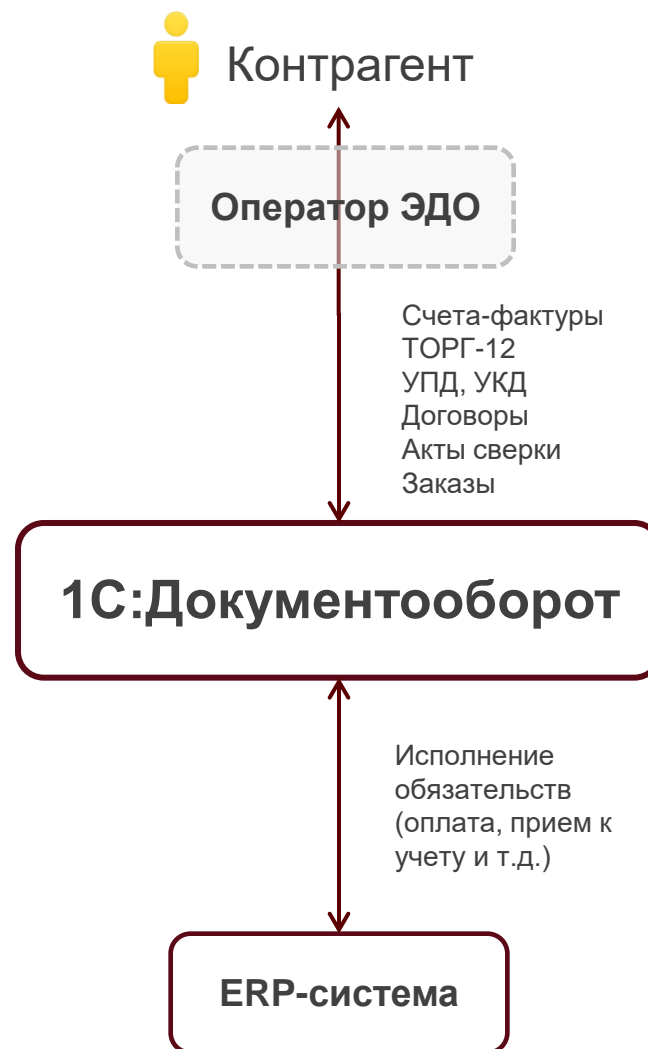 Контрагент
Оператор ЭДО
Счета-фактуры
ТОРГ-12
УПД, УКД
Договоры
Акты сверки
Заказы
1С:Документооборот
Исполнение
обязательств
(оплата, прием к
учету и т.д.)
ERP-система